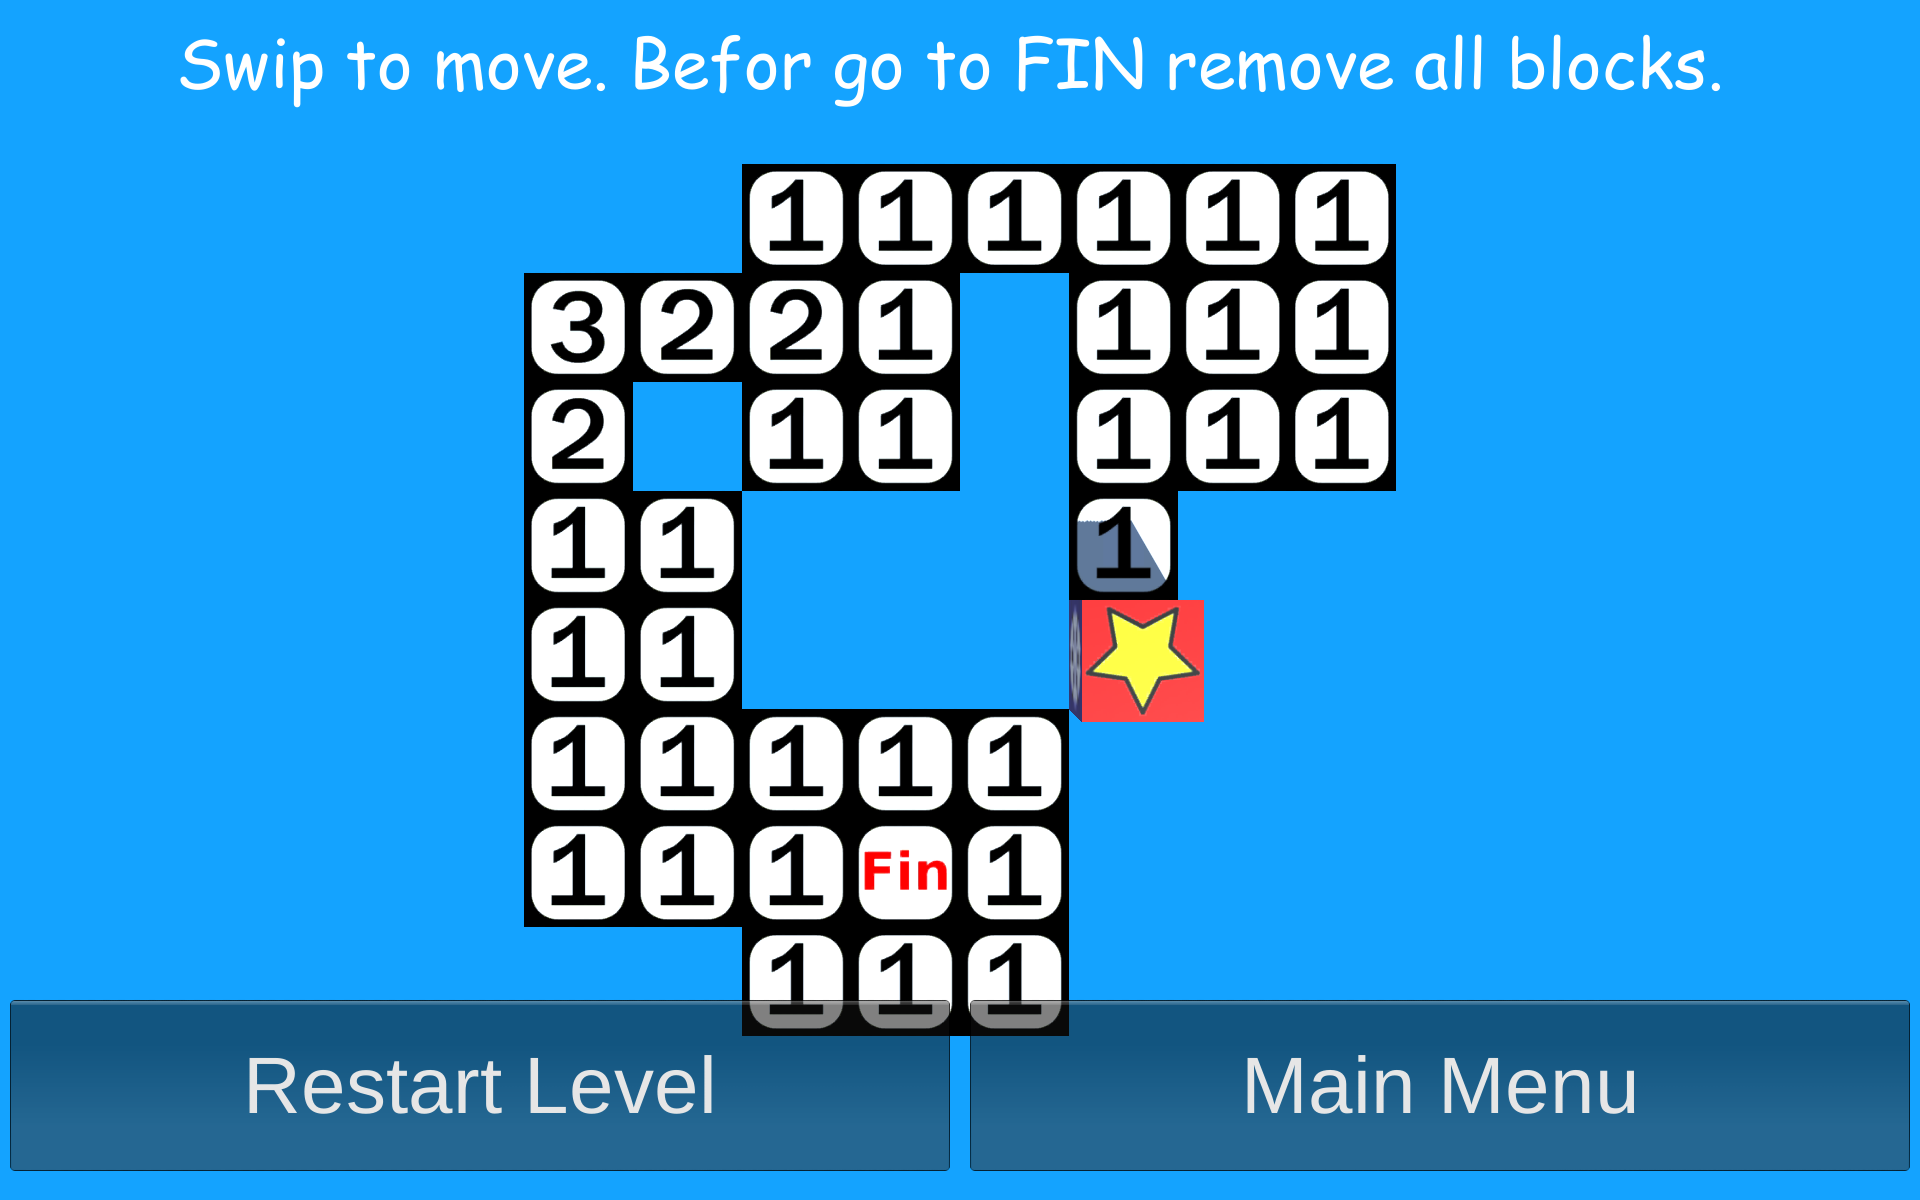 Swip to move. Befor go to FIN remove all blocks.
1 1 1 1 1 1
3 2 2 1 1 1 1
2 1 1 1 1 1
1 1 1
1 1
1 1 1 1 1
1 1 1 Fin 1
1 1 1
Restart Level Main Menu